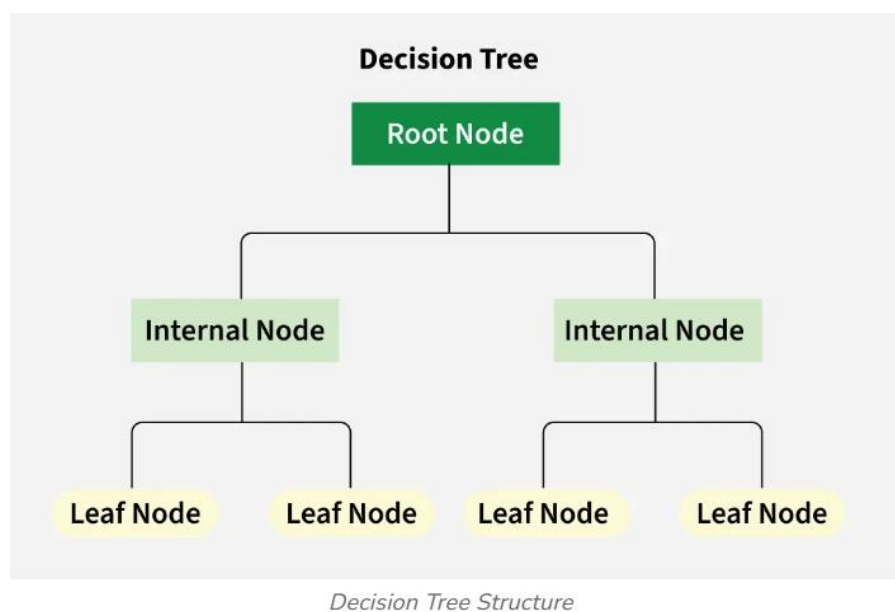 Decision Tree
Root Node
Internal Node
Internal Node
Leaf Node
Leaf Node
Leaf Node
Leaf Node
Decision Tree Structure